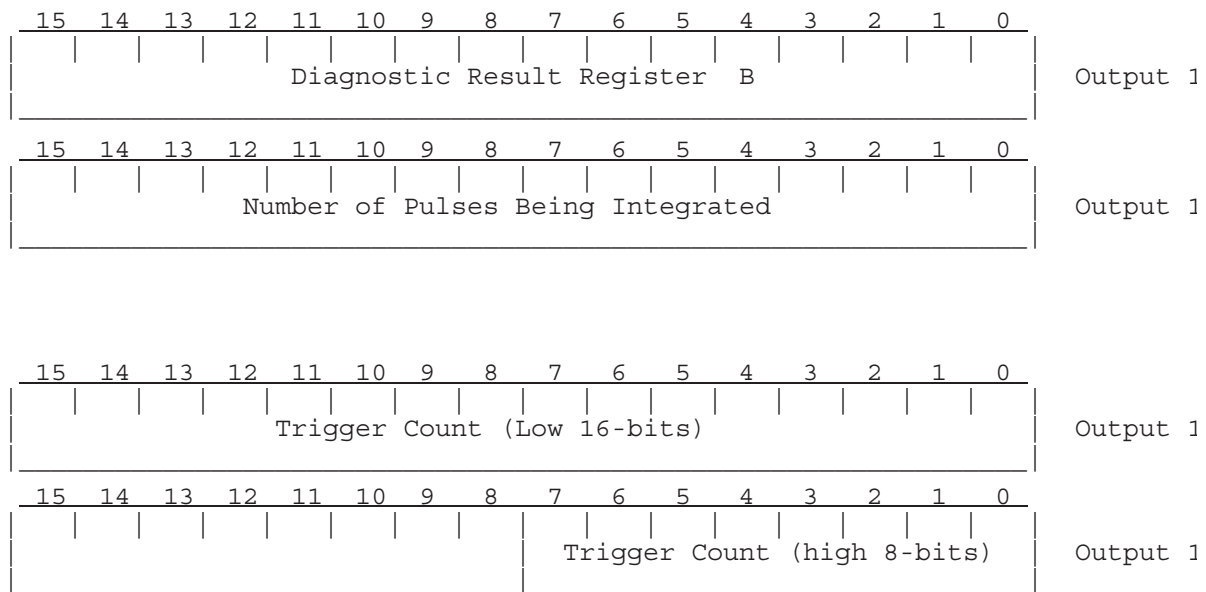 15 14 13 12 11 10 9 8 7 6 5 4 3 2 1 0
Diagnostic Result Register B Output 1
15 14 13 12 11 10 9 8 7 6 5 4 3 2 1 0
Number of Pulses Being Integrated Output 1
15 14 13 12 11 10 9 8 7 6 5 4 3 2 1 0
Trigger Count (Low 16-bits) Output 1
15 14 13 12 11 10 9 8 7 6 5 4 3 2 1 0
Trigger Count (high 8-bits) Output 1